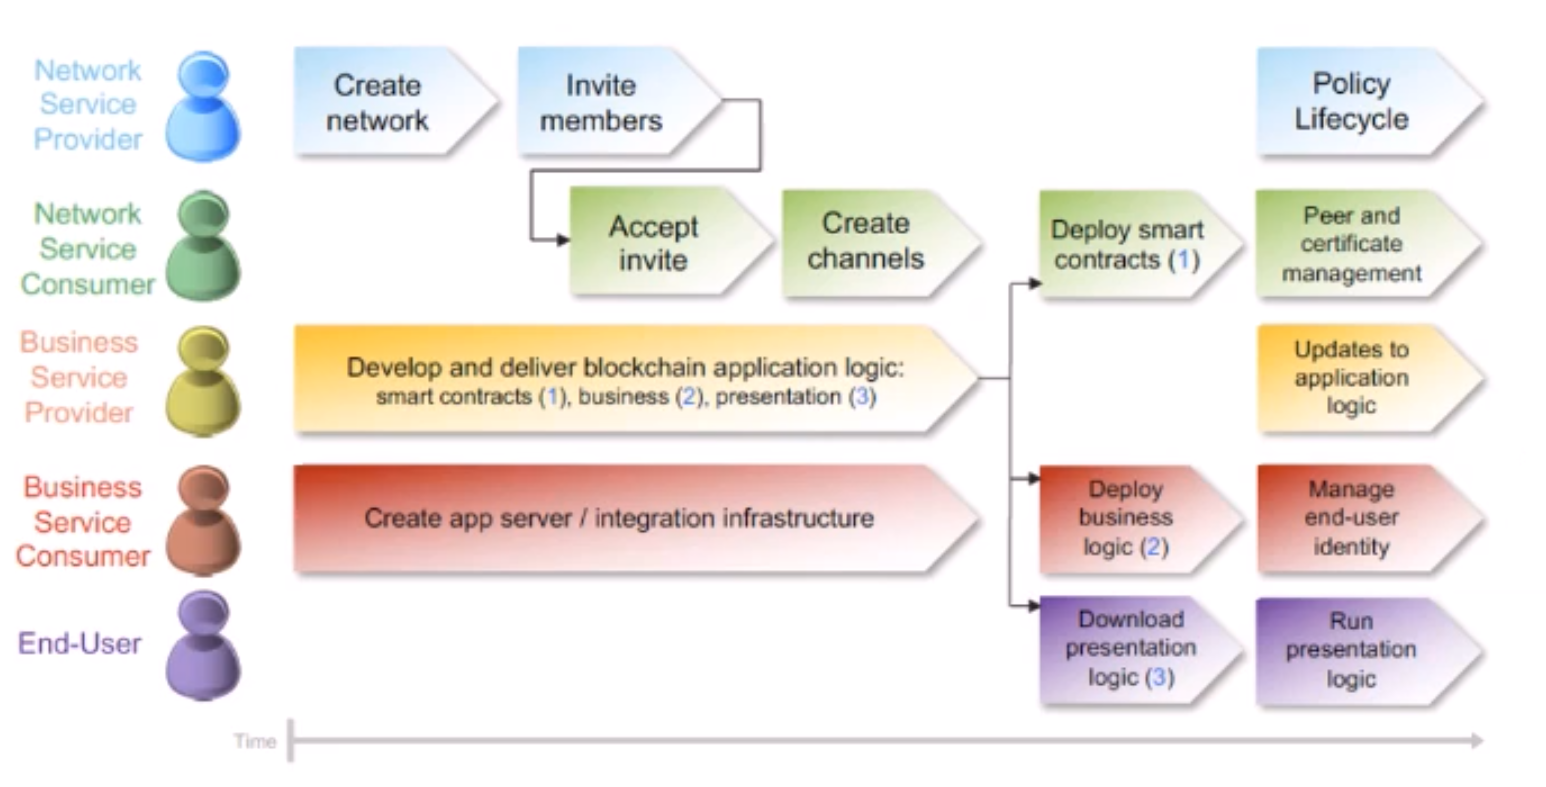 Network
Service
Provider
Create
network
Invite
members
Policy
Lifecycle
Network
Service
Consumer
Accept
invite
Create
channels
Deploy smart
contracts (1)
Peer and
certificate
management
Business
Service
Provider
Develop and deliver blockchain application logic:
smart contracts (1), business (2), presentation (3)
Updates to
application
logic
Business
Service
Consumer
Create app server / integration infrastructure
Deploy
business
logic (2)
Manage
end-user
identity
End-User
Download
presentation
logic (3)
Run
presentation
logic
Time